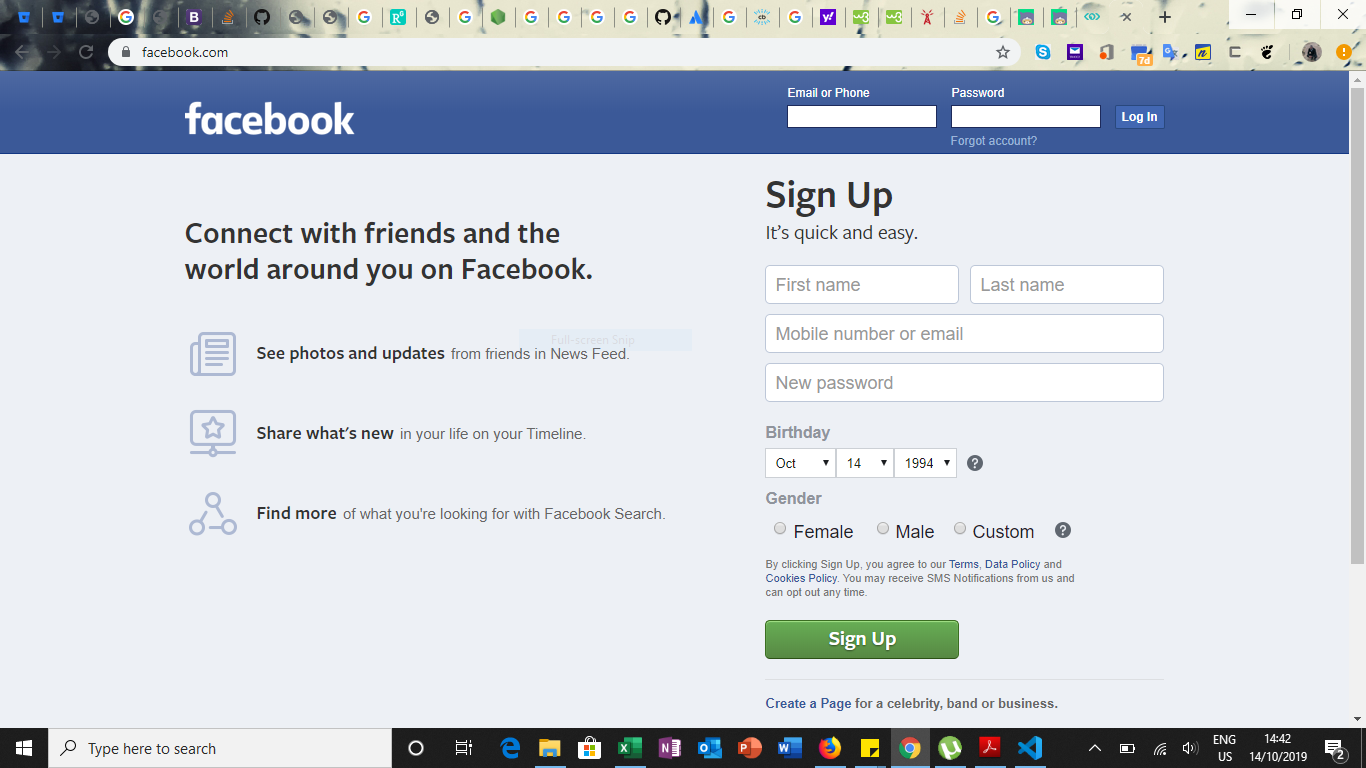 facebook.com
7d
facebook
Email or Phone
Password
Log In
Forgot account?
Connect with friends and the
world around you on Facebook.
Full-screen Snip
See photos and updates from friends in News Feed.
Share what's new in your life on your Timeline.
Find more of what you're looking for with Facebook Search.
Sign Up
It's quick and easy.
First name
Last name
Mobile number or email
New password
Birthday
Oct 14 1994 ?
Gender
Female Male Custom ?
By clicking Sign Up, you agree to our Terms, Data Policy and
Cookies Policy. You may receive SMS Notifications from us and
can opt out any time.
Sign Up
Create a Page for a celebrity, band or business.
Type here to search
ENG
US
14:42
14/10/2019
2